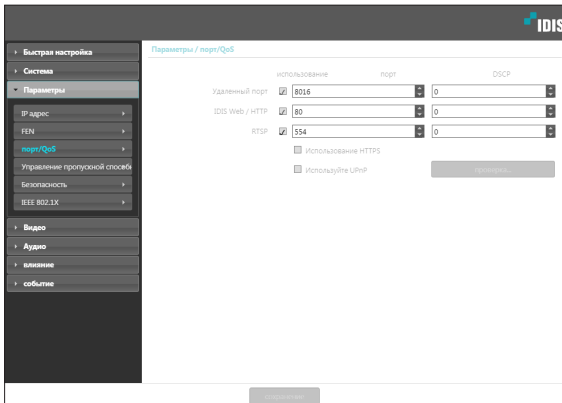 IDIS
Быстрая настройка
Система
Параметры
IP адрес
FEN
порт/QoS
Управление пропускной способн
Безопасность
IEEE 802.1X
Видео
Аудио
влияние
событие
Параметры / порт/QoS
использование порт DSCP
Удаленный порт 8016 0
IDIS Web / HTTP 80 0
RTSP 554 0
Использование HTTPS
Используйте UPnP проверка...